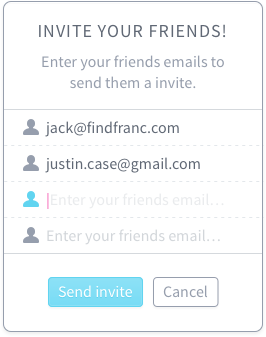 INVITE YOUR FRIENDS!
Enter your friends emails to
send them a invite.
jack@findfranc.com
justin.case@gmail.com
Enter your friends email...
Enter your friends email...
Send invite
Cancel